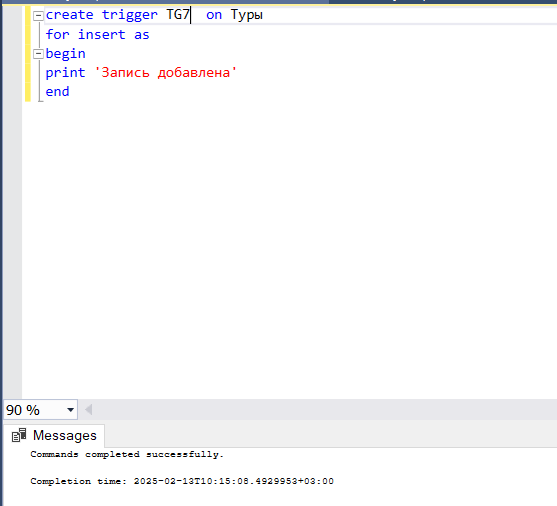 create trigger TG7  on Туры
for insert as
begin
print 'Запись добавлена'
end
90 %
Messages
Commands completed successfully.
Completion time: 2025-02-13T10:15:08.4929953+03:00